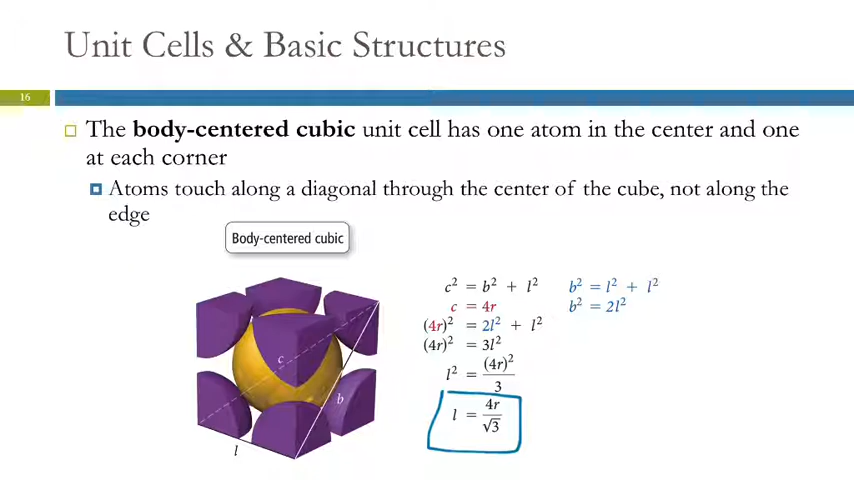 Unit Cells & Basic Structures
16
The body-centered cubic unit cell has one atom in the center and one
at each corner
Atoms touch along a diagonal through the center of the cube, not along the
edge
Body-centered cubic
c
b
l
c² = b² + l²
c = 4r
(4r)² = 2l² + l²
(4r)² = 3l²
l² = (4r)²/3
l = 4r/√3
b² = l² + l²
b² = 2l²